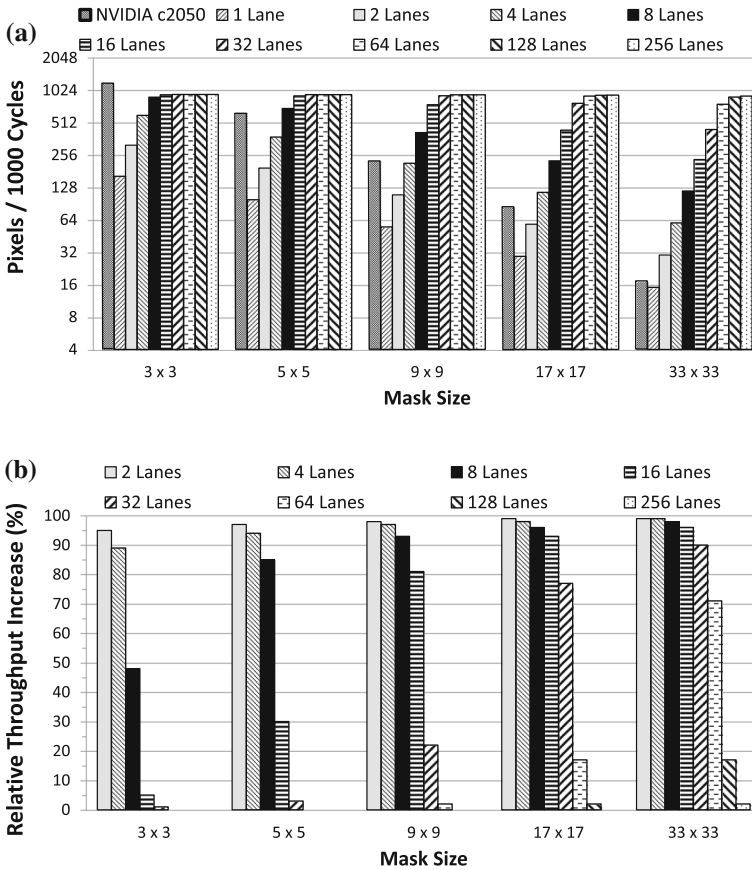 (a)
NVIDIA c2050 1 Lane 2 Lanes 4 Lanes 8 Lanes
16 Lanes 32 Lanes 64 Lanes 128 Lanes 256 Lanes
Pixels / 1000 Cycles
2048
1024
512
256
128
64
32
16
8
4
3 x 3 5 x 5 9 x 9 17 x 17 33 x 33
Mask Size
(b)
2 Lanes 4 Lanes 8 Lanes 16 Lanes
32 Lanes 64 Lanes 128 Lanes 256 Lanes
Relative Throughput Increase (%)
100
90
80
70
60
50
40
30
20
10
0
3 x 3 5 x 5 9 x 9 17 x 17 33 x 33
Mask Size